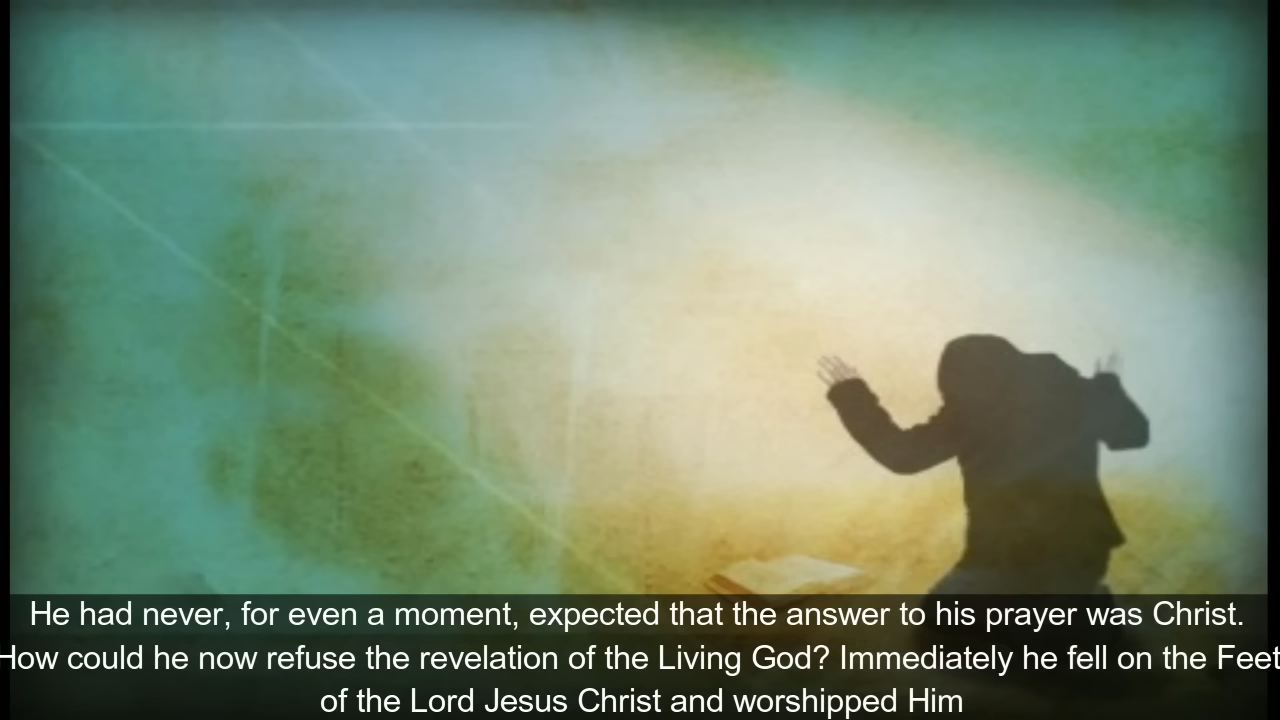 He had never, for even a moment, expected that the answer to his prayer was Christ.
How could he now refuse the revelation of the Living God? Immediately he fell on the Feet
of the Lord Jesus Christ and worshipped Him